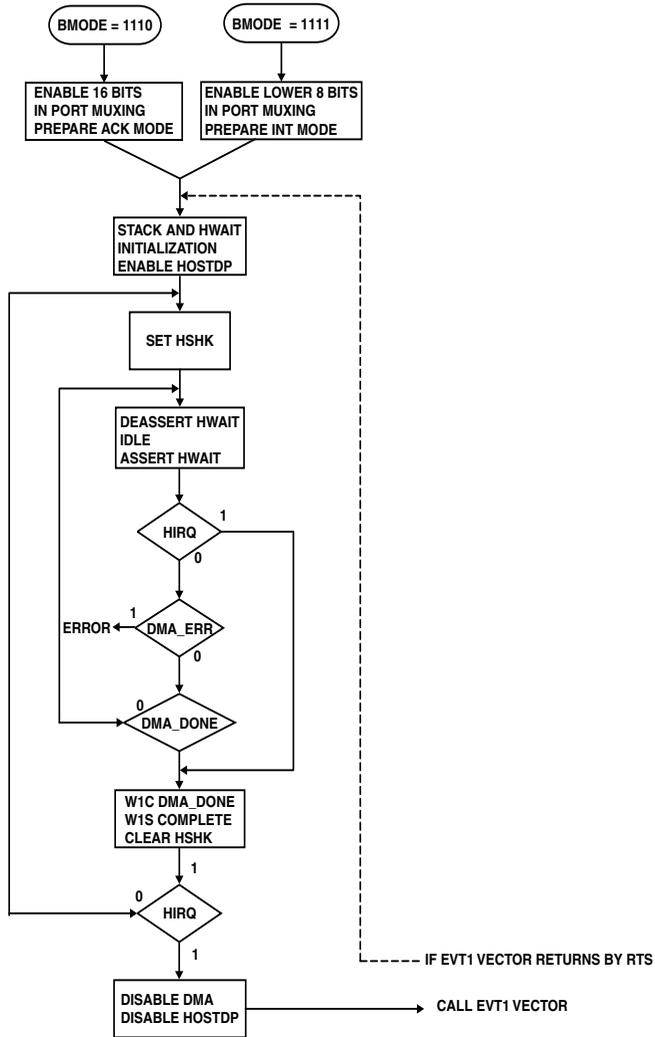 BMODE = 1110
BMODE = 1111
ENABLE 16 BITS
IN PORT MUXING
PREPARE ACK MODE
ENABLE LOWER 8 BITS
IN PORT MUXING
PREPARE INT MODE
STACK AND HWAIT
INITIALIZATION
ENABLE HOSTDP
SET HSHK
DEASSERT HWAIT
IDLE
ASSERT HWAIT
1
HIRQ
0
1
ERROR
DMA_ERR
0
0
DMA_DONE
W1C DMA_DONE
W1S COMPLETE
CLEAR HSHK
1
0
HIRQ
1
IF EVT1 VECTOR RETURNS BY RTS
DISABLE DMA
DISABLE HOSTDP
CALL EVT1 VECTOR